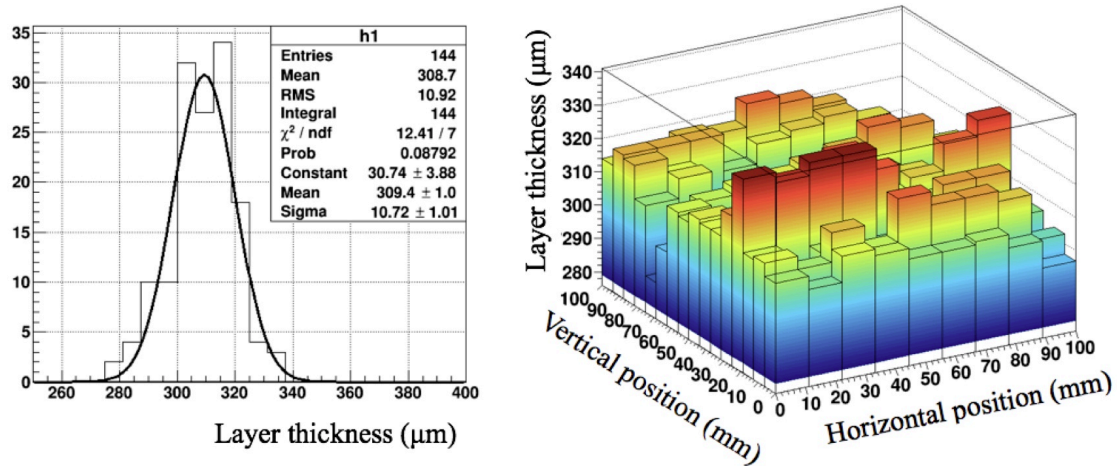 h1
Entries 144
Mean 308.7
RMS 10.92
Integral 144
χ² / ndf 12.41 / 7
Prob 0.08792
Constant 30.74 ± 3.88
Mean 309.4 ± 1.0
Sigma 10.72 ± 1.01
35
30
25
20
15
10
5
0
260 280 300 320 340 360 380 400
Layer thickness (μm)
Layer thickness (μm)
340
330
320
310
300
290
280
100 90 80 70 60 50 40 30 20 10 0
Vertical position (mm)
0 10 20 30 40 50 60 70 80 90 100
Horizontal position (mm)